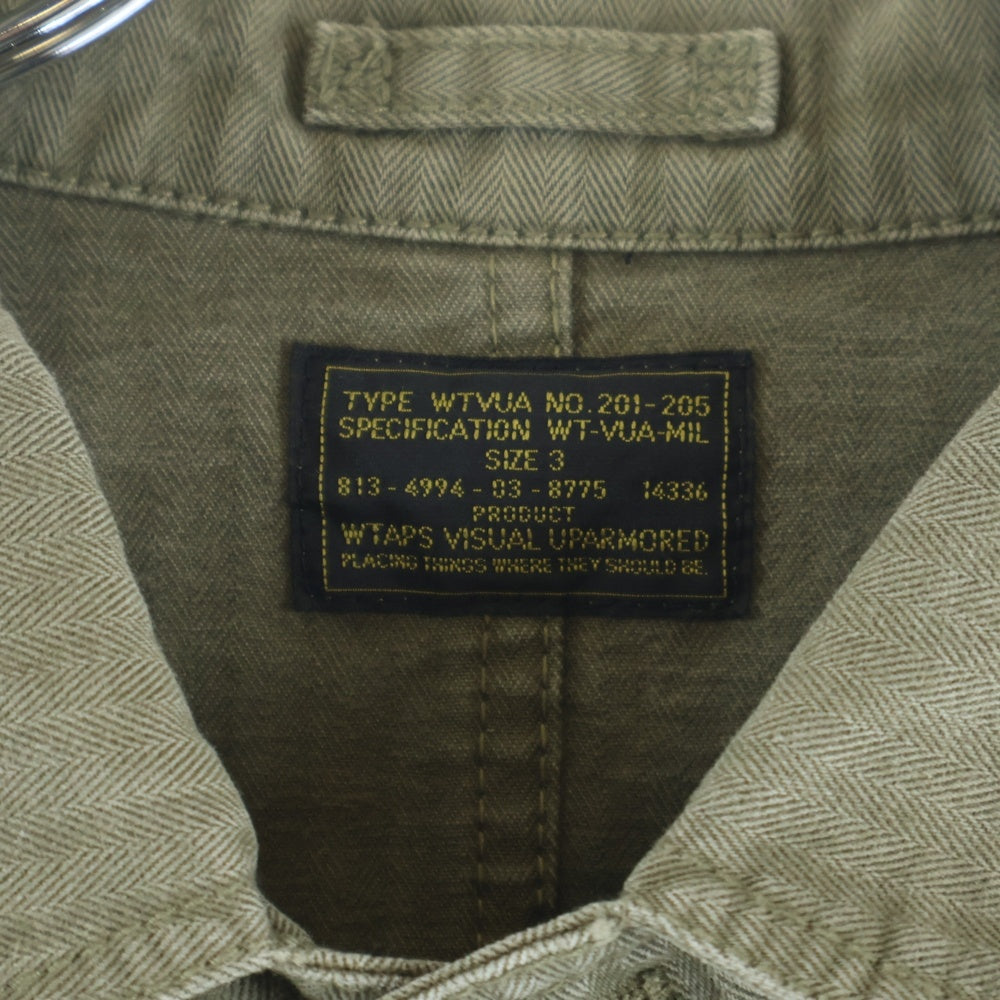 TYPE WTVUA NO.201-205
SPECIFICATION WT-VUA-MIL
SIZE 3
813-4994-03-8775 14336
PRODUCT
WTAPS VISUAL UPARMORED
PLACING THINGS WHERE THEY SHOULD BE.